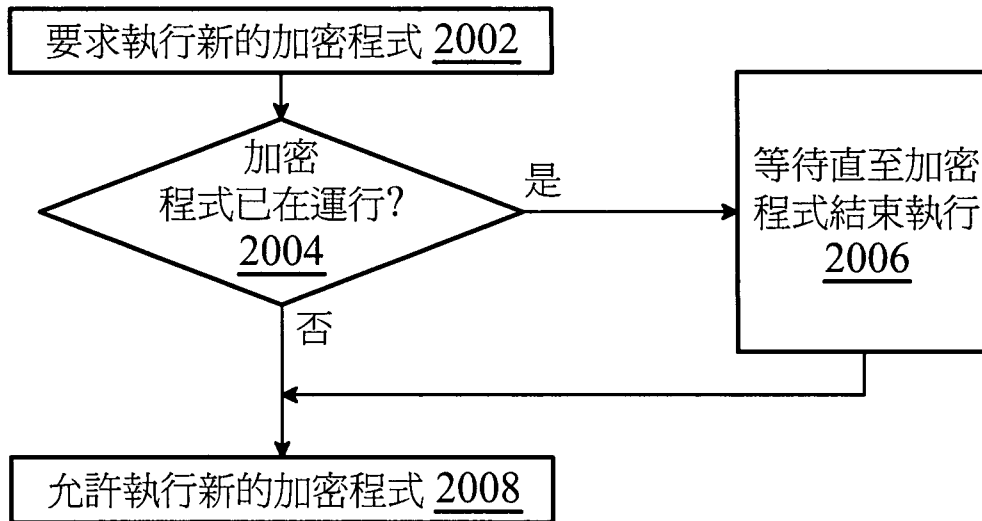 要求執行新的加密程式 2002
加密
程式已在運行?
2004
是
等待直至加密
程式結束執行
2006
否
允許執行新的加密程式 2008